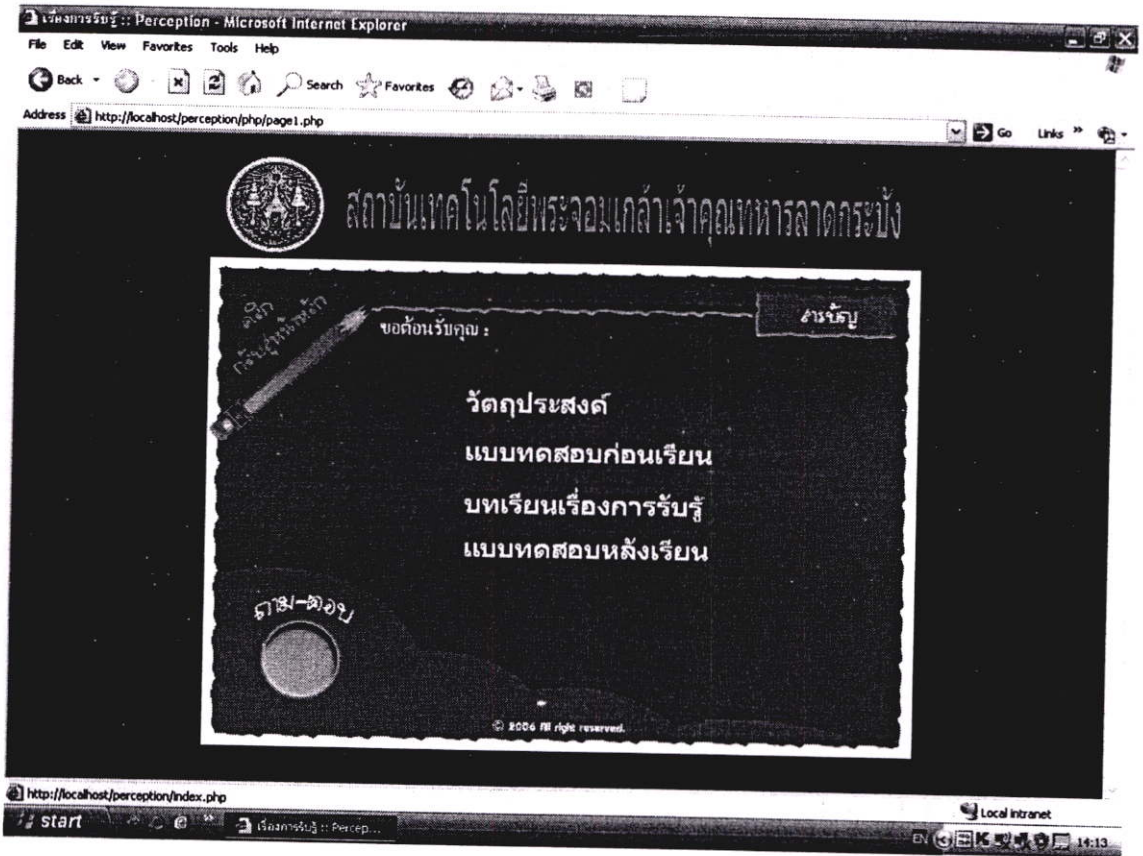 เรื่องการรับรู้ :: Perception - Microsoft Internet Explorer
File Edit View Favorites Tools Help
Back Search Favorites
Address http://localhost/perception/php/page1.php Go Links »
สถาบันเทคโนโลยีพระจอมเกล้าเจ้าคุณทหารลาดกระบัง
คลิก
กลับสู่หน้าหลัก
ขอต้อนรับคุณ :
สารบัญ
วัตถุประสงค์
แบบทดสอบก่อนเรียน
บทเรียนเรื่องการรับรู้
แบบทดสอบหลังเรียน
ถาม-ตอบ
© 2006 All right reserved.
http://localhost/perception/index.php Local intranet
start เรื่องการรับรู้ :: Percep... EN 14:13